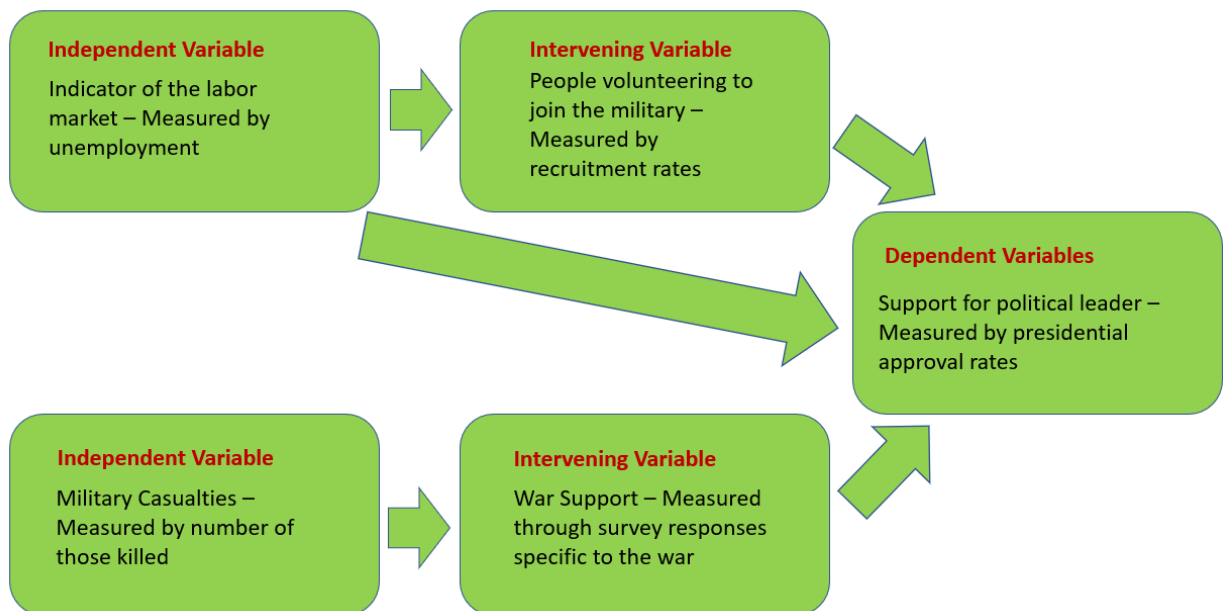 Independent Variable
Indicator of the labor
market – Measured by
unemployment
Intervening Variable
People volunteering to
join the military –
Measured by
recruitment rates
Dependent Variables
Support for political leader –
Measured by presidential
approval rates
Independent Variable
Military Casualties –
Measured by number of
those killed
Intervening Variable
War Support – Measured
through survey responses
specific to the war